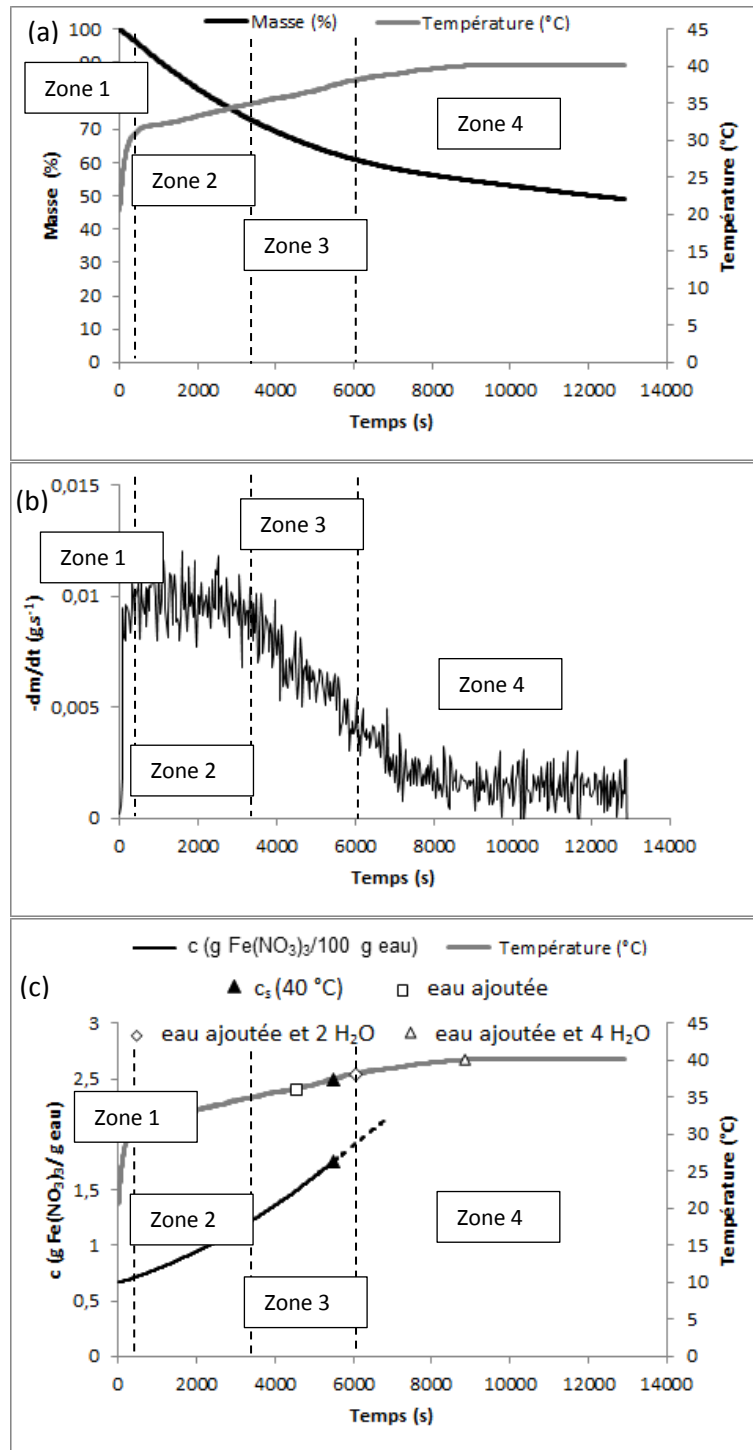 (a)
Masse (%)
Température (°C)
100
90
80
70
60
50
40
30
20
10
0
Masse (%)
45
40
35
30
25
20
15
10
5
0
Température (°C)
Zone 1
Zone 2
Zone 3
Zone 4
0 2000 4000 6000 8000 10000 12000 14000
Temps (s)
(b)
0,015
0,01
0,005
0
-dm/dt (g.s⁻¹)
Zone 3
Zone 1
Zone 4
Zone 2
0 2000 4000 6000 8000 10000 12000 14000
Temps (s)
c (g Fe(NO₃)₃/100 g eau)
Température (°C)
(c)
cₛ (40 °C)
eau ajoutée
eau ajoutée et 2 H₂O
eau ajoutée et 4 H₂O
3
2,5
1,5
1
0,5
0
c (g Fe(NO₃)₃/ g eau)
45
40
35
30
25
20
15
10
5
0
Température (°C)
Zone 1
Zone 2
Zone 4
Zone 3
0 2000 4000 6000 8000 10000 12000 14000
Temps (s)